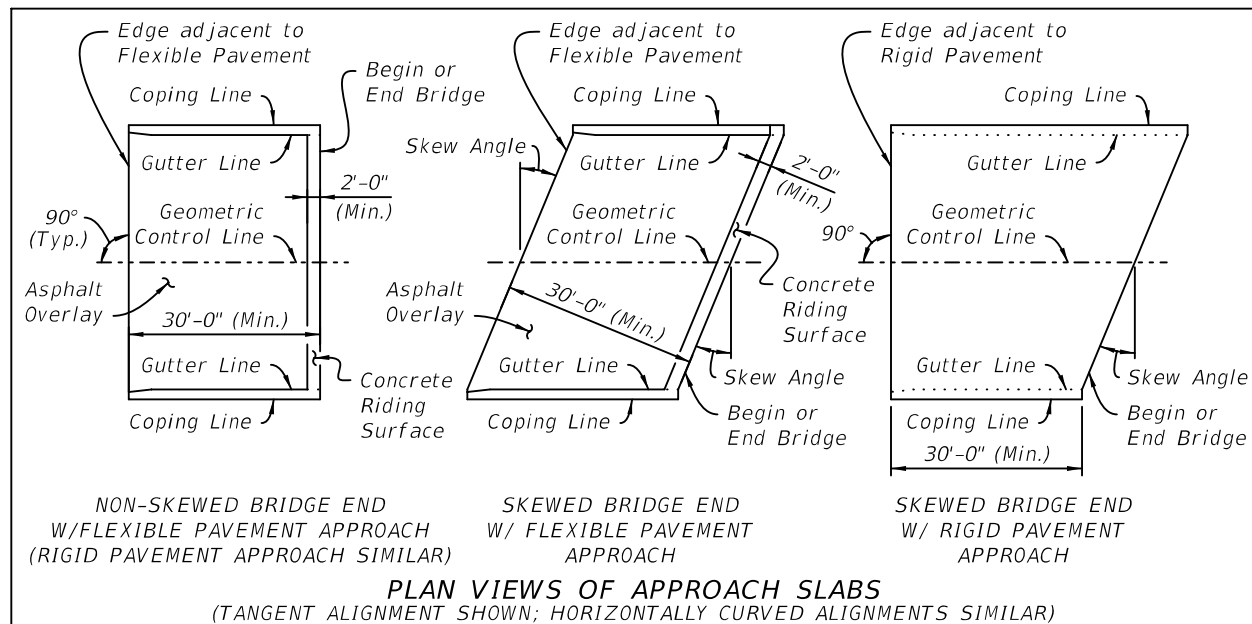 Edge adjacent to
Flexible Pavement
Begin or
End Bridge
Coping Line
Gutter Line
2'-0"
(Min.)
90°
(Typ.)
Geometric
Control Line
Asphalt
Overlay
30'-0" (Min.)
Gutter Line
Concrete
Riding
Surface
Coping Line
NON-SKEWED BRIDGE END
W/FLEXIBLE PAVEMENT APPROACH
(RIGID PAVEMENT APPROACH SIMILAR)
Edge adjacent to
Flexible Pavement
Coping Line
Skew Angle
Gutter Line
2'-0"
(Min.)
Geometric
Control Line
Asphalt
Overlay
30'-0" (Min.)
Concrete
Riding
Surface
Gutter Line
Skew Angle
Coping Line
Begin or
End Bridge
SKEWED BRIDGE END
W/ FLEXIBLE PAVEMENT
APPROACH
Edge adjacent to
Rigid Pavement
Coping Line
Gutter Line
90°
Geometric
Control Line
Gutter Line
Skew Angle
Coping Line
Begin or
End Bridge
30'-0" (Min.)
SKEWED BRIDGE END
W/ RIGID PAVEMENT
APPROACH
PLAN VIEWS OF APPROACH SLABS
(TANGENT ALIGNMENT SHOWN; HORIZONTALLY CURVED ALIGNMENTS SIMILAR)